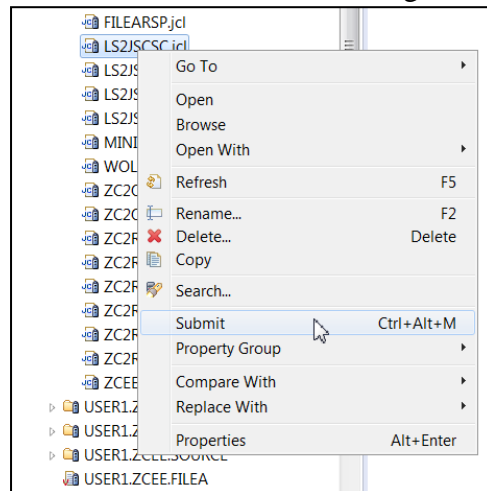 FILEARSP.jcl
LS2JSCSC.jcl
LS2JS
LS2JS
LS2JS
MINI
WOL
ZC2C
ZC2C
ZC2R
ZC2R
ZC2R
ZC2R
ZC2R
ZC2R
ZCEE
USER1.Z
USER1.Z
USER1.ZCEE.SOURCE
USER1.ZCEE.FILEA
Go To
Open
Browse
Open With
Refresh F5
Rename... F2
Delete... Delete
Copy
Search...
Submit Ctrl+Alt+M
Property Group
Compare With
Replace With
Properties Alt+Enter